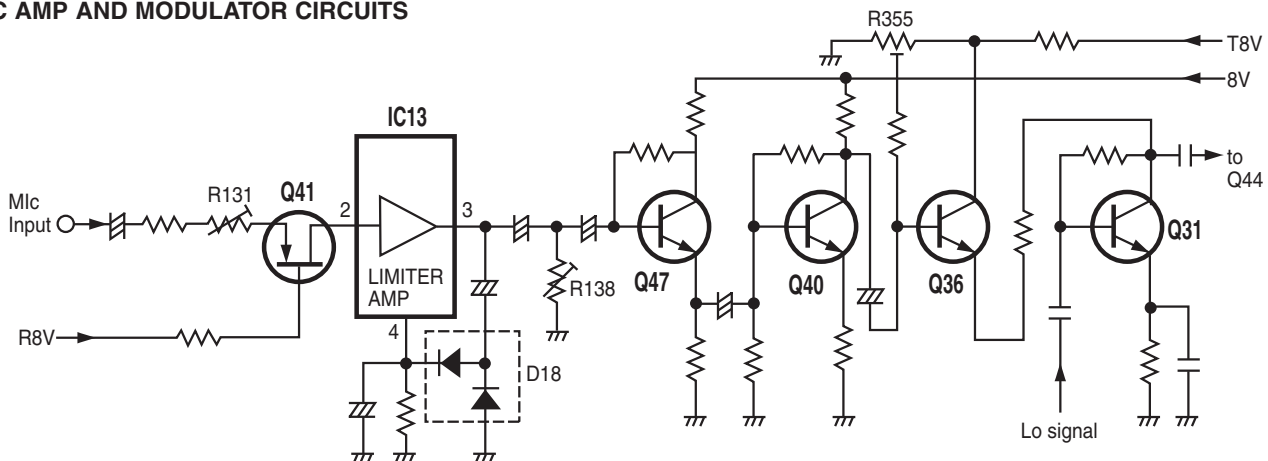 C AMP AND MODULATOR CIRCUITS
R355
T8V
8V
IC13
MIc
Input
R131
Q41
2
3
LIMITER
AMP
4
R138
Q47
Q40
Q36
Q31
to
Q44
R8V
D18
Lo signal